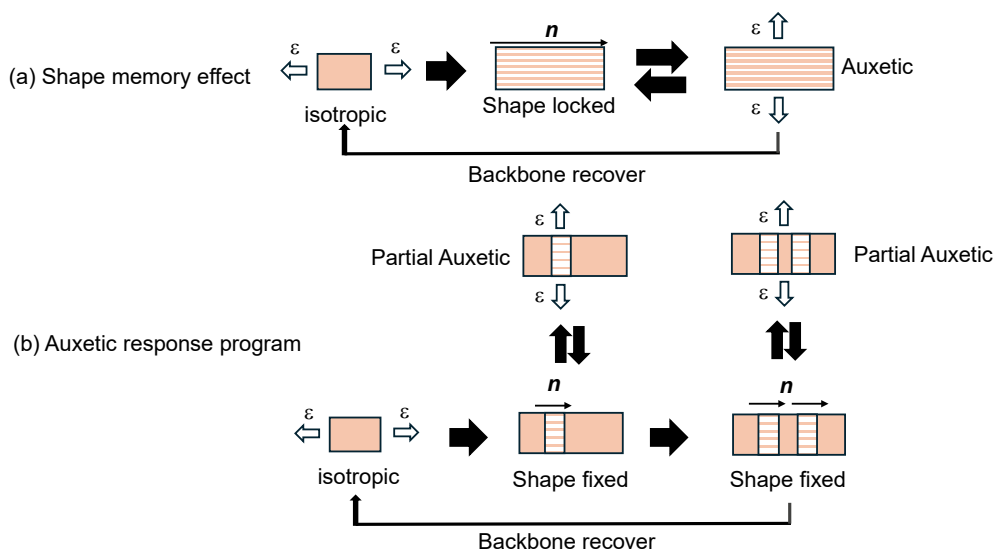 (a) Shape memory effect
ε ε
isotropic
n
Shape locked
ε
Auxetic
ε
Backbone recover
ε
Partial Auxetic
ε
ε
Partial Auxetic
ε
(b) Auxetic response program
ε ε
isotropic
n
Shape fixed
n
Shape fixed
Backbone recover